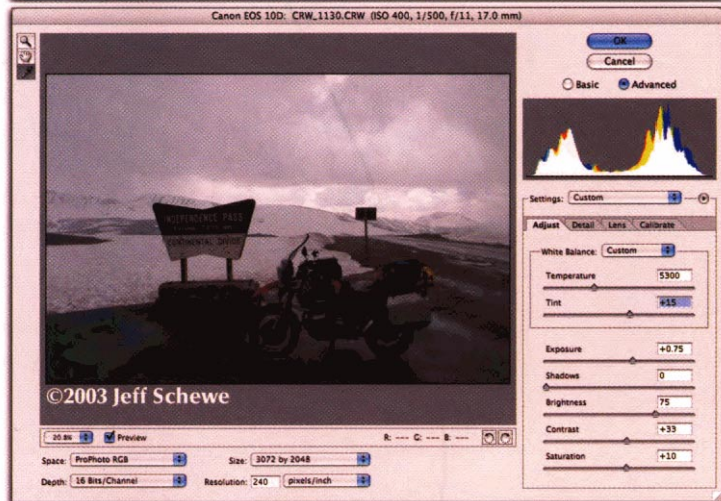 Canon EOS 10D: CRW_1130.CRW (ISO 400, 1/500, f/11, 17.0 mm)
OK
Cancel
Basic Advanced
Settings: Custom
Adjust Detail Lens Calibrate
White Balance: Custom
Temperature 5300
Tint +15
Exposure +0.75
Shadows 0
Brightness 75
Contrast +33
Saturation +10
INDEPENDENCE PASS
CONTINENTAL DIVIDE
©2003 Jeff Schewe
20.8% Preview R: --- G: --- B: ---
Space: ProPhoto RGB Size: 3072 by 2048
Depth: 16 Bits/Channel Resolution: 240 pixels/inch